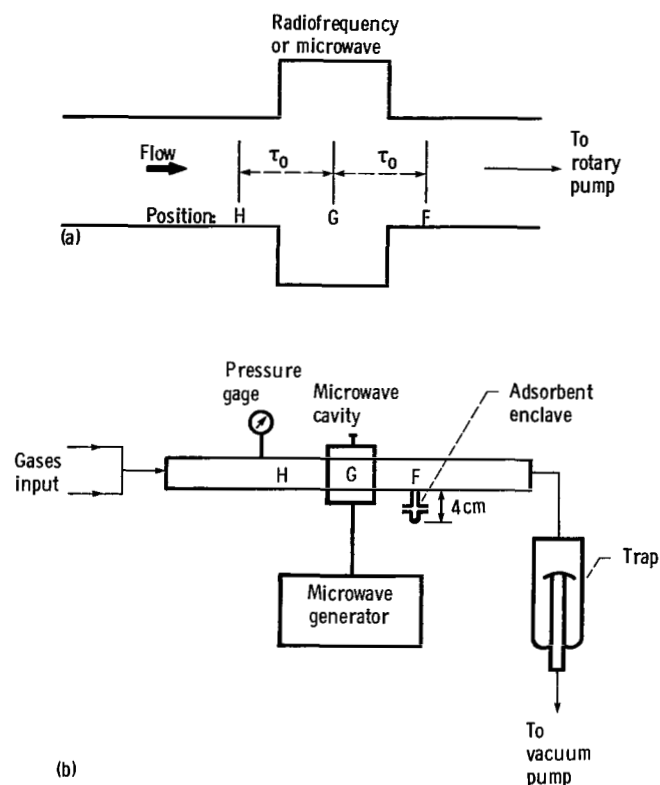 Radiofrequency
or microwave
Flow
τ₀
τ₀
To
rotary
pump
Position:
H
G
F
(a)
Pressure
gage
Microwave
cavity
Adsorbent
enclave
Gases
input
H
G
F
4 cm
Trap
Microwave
generator
To
vacuum
pump
(b)